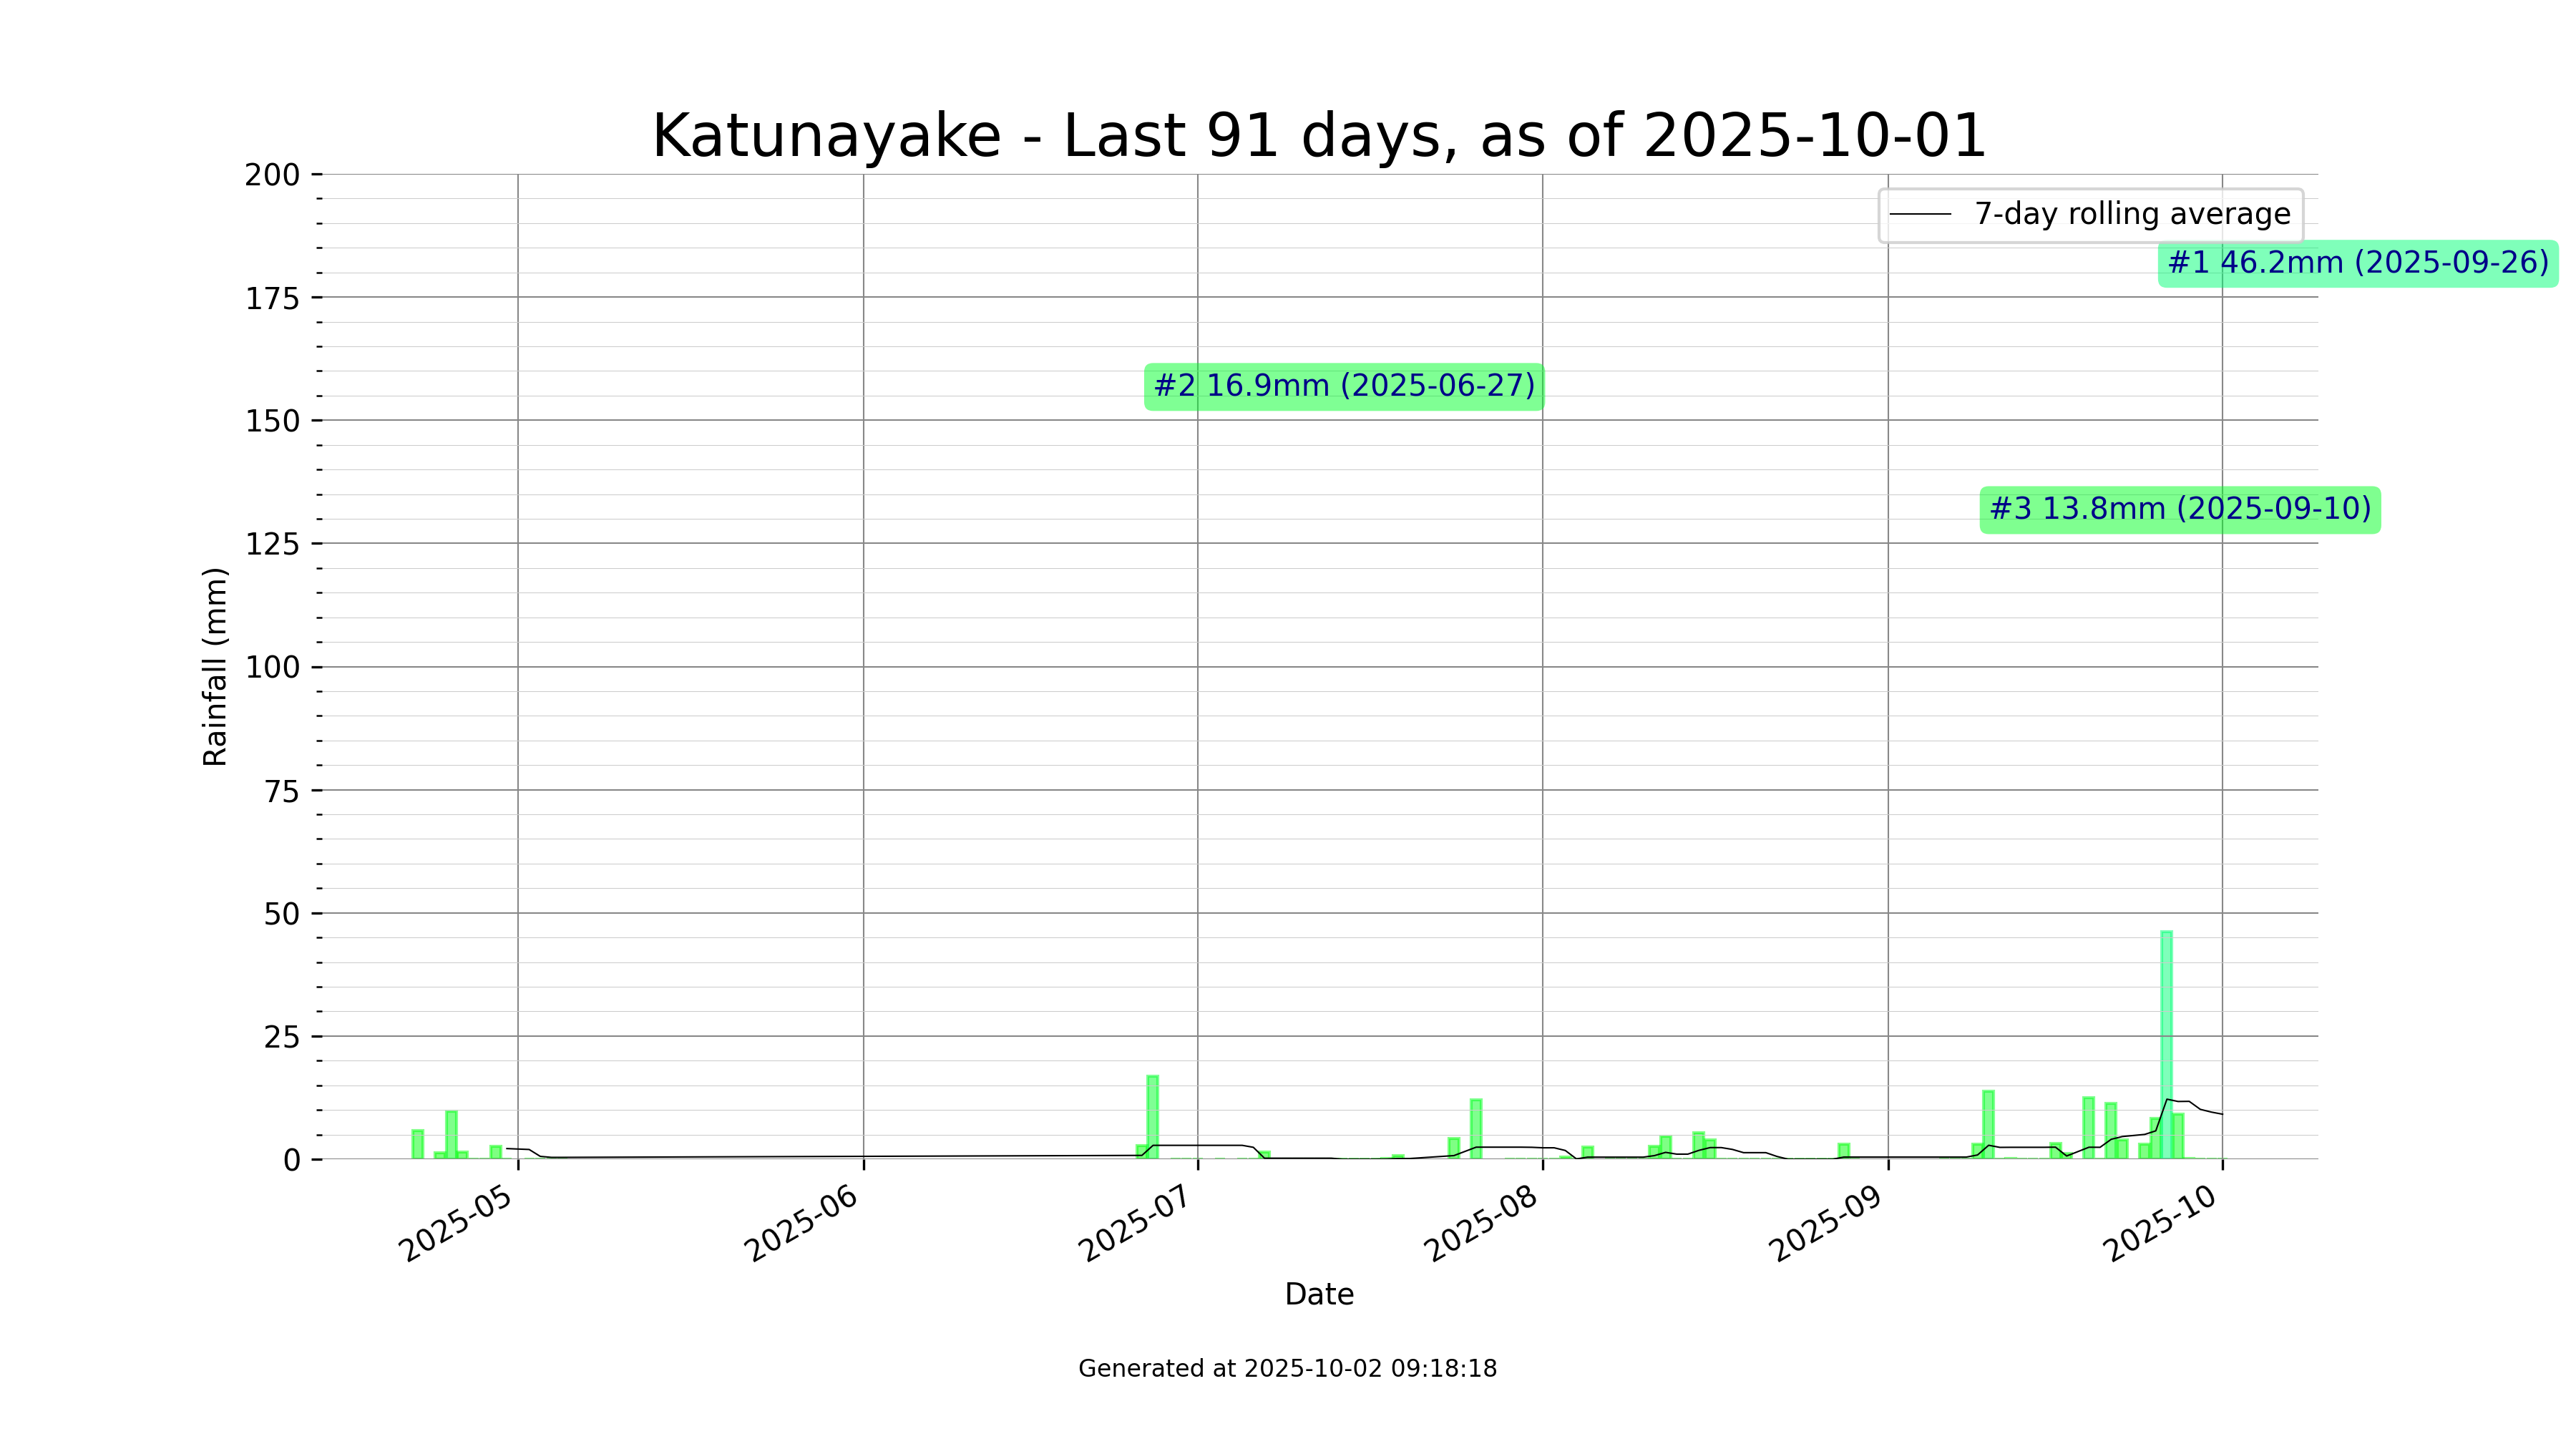 Katunayake - Last 91 days, as of 2025-10-01
200
175
150
125
100
75
50
25
0
Rainfall (mm)
7-day rolling average
#1 46.2mm (2025-09-26)
#2 16.9mm (2025-06-27)
#3 13.8mm (2025-09-10)
2025-05
2025-06
2025-07
2025-08
2025-09
2025-10
Date
Generated at 2025-10-02 09:18:18